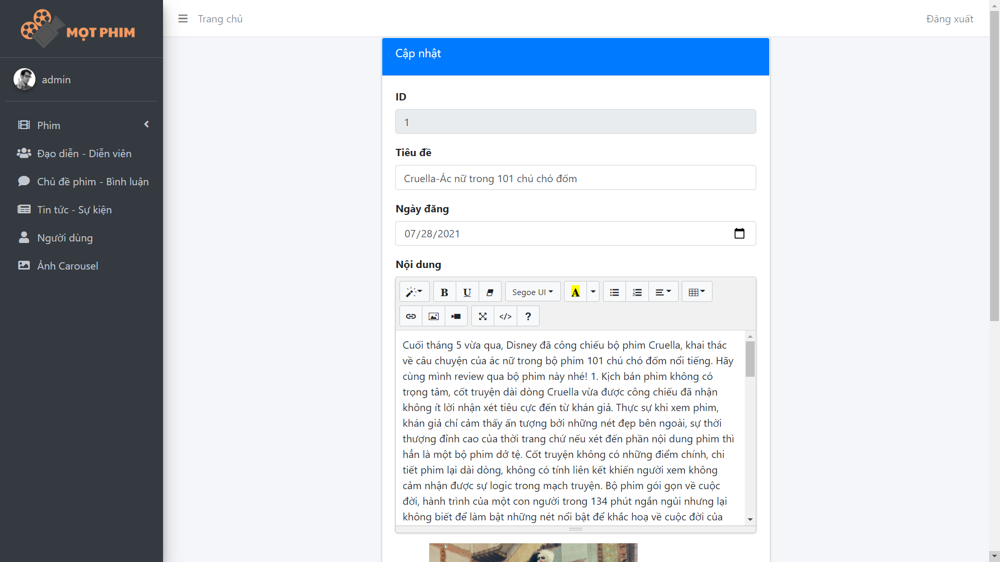 MỌT PHIM
Trang chủ
Đăng xuất
admin
Phim
Đạo diễn - Diễn viên
Chủ đề phim - Bình luận
Tin tức - Sự kiện
Người dùng
Ảnh Carousel
Cập nhật
ID
1
Tiêu đề
Cruella-Ác nữ trong 101 chú chó đốm
Ngày đăng
07/28/2021
Nội dung
B U Segoe UI A
</> ?
Cuối tháng 5 vừa qua, Disney đã công chiếu bộ phim Cruella, khai thác
về câu chuyện của ác nữ trong bộ phim 101 chú chó đốm nổi tiếng. Hãy
cùng mình review qua bộ phim này nhé! 1. Kịch bản phim không có
trọng tâm, cốt truyện dài dòng Cruella vừa được công chiếu đã nhận
không ít lời nhận xét tiêu cực đến từ khán giả. Thực sự khi xem phim,
khán giả chỉ cảm thấy ấn tượng bởi những nét đẹp bên ngoài, sự thời
thượng đỉnh cao của thời trang chứ nếu xét đến phần nội dung phim thì
hẳn là một bộ phim dở tệ. Cốt truyện không có những điểm chính, chi
tiết phim lại dài dòng, không có tính liên kết khiến người xem không
cảm nhận được sự logic trong mạch truyện. Bộ phim gói gọn về cuộc
đời, hành trình của một con người trong 134 phút ngắn ngủi nhưng lại
không biết để làm bật những nét nổi bật để khắc hoạ về cuộc đời của